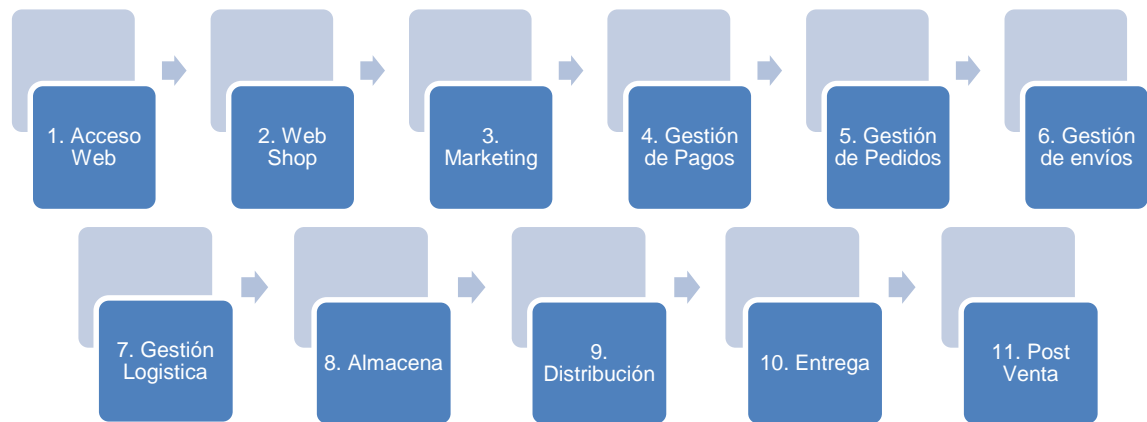 1. Acceso
Web
2. Web
Shop
3.
Marketing
4. Gestión
de Pagos
5. Gestión
de Pedidos
6. Gestión
de envíos
7. Gestión
Logistica
8. Almacena
9.
Distribución
10. Entrega
11. Post
Venta